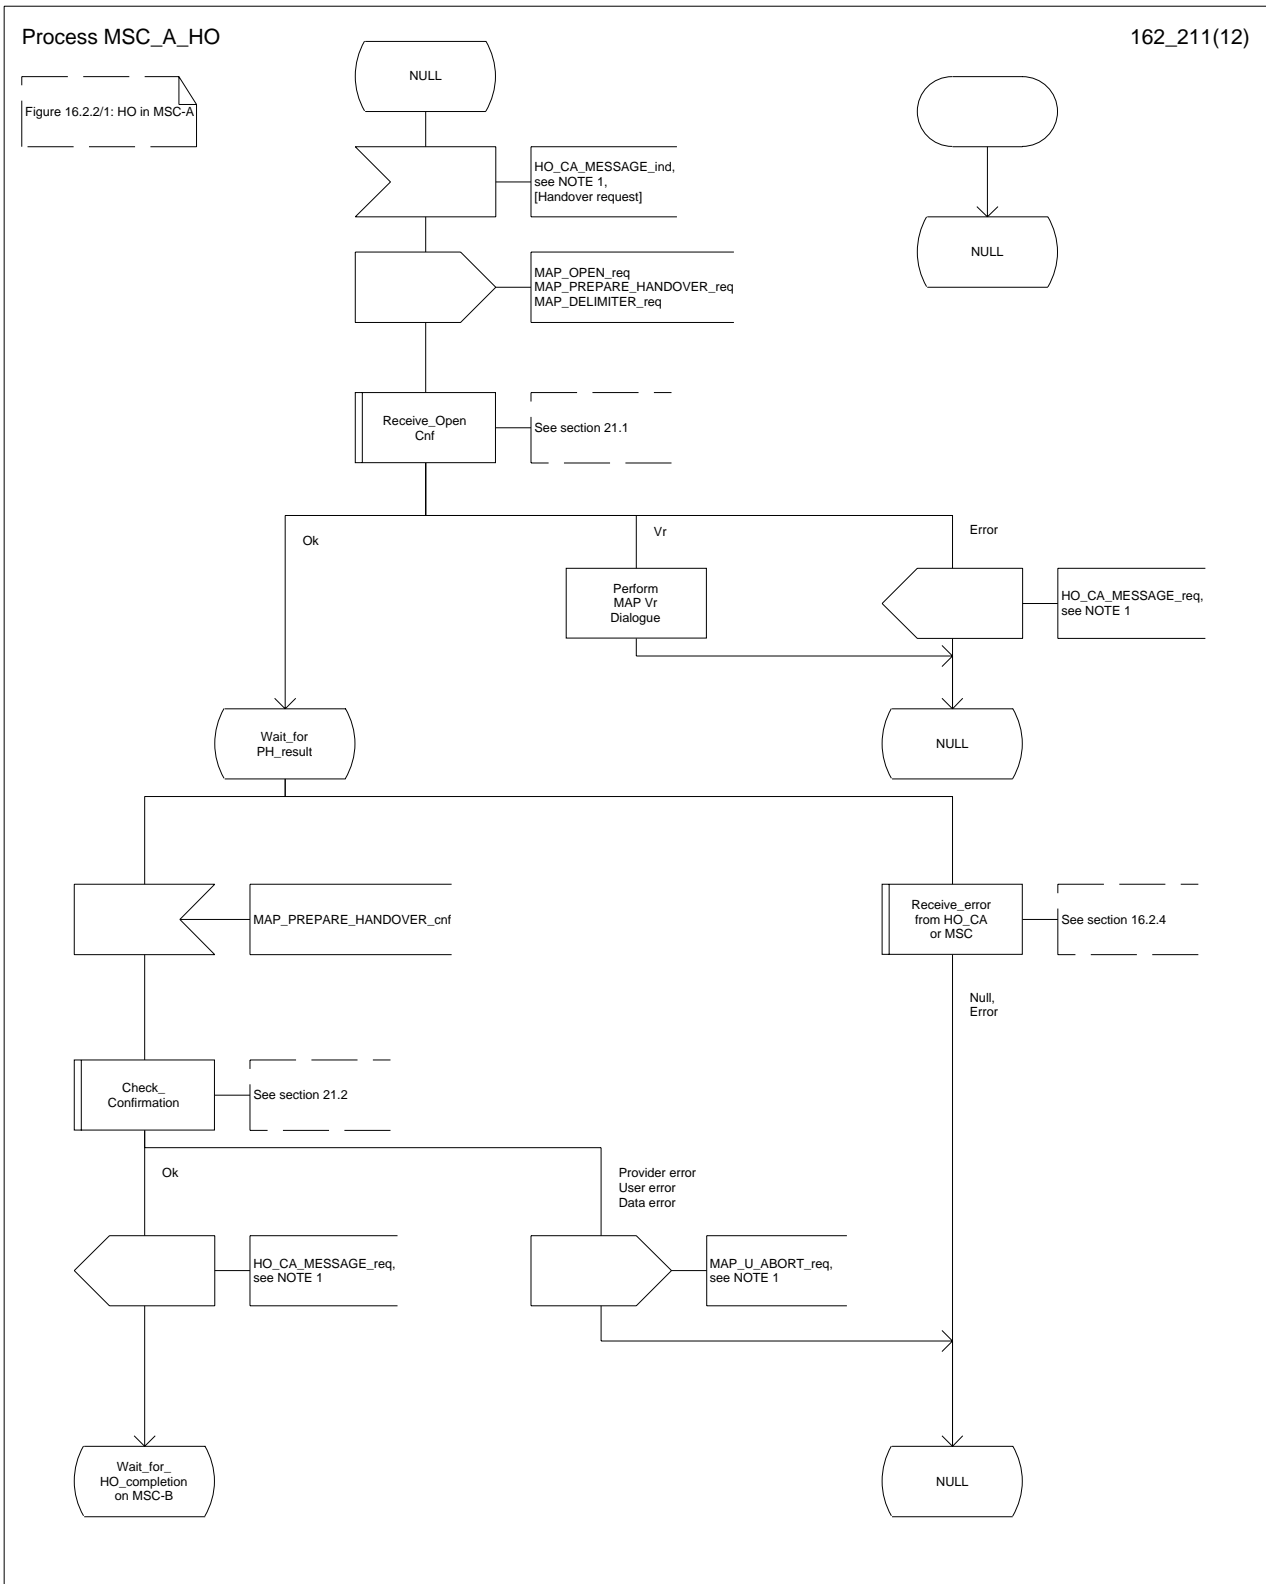 Process MSC_A_HO
162_211(12)
Figure 16.2.2/1: HO in MSC-A
NULL
HO_CA_MESSAGE_ind,
see NOTE 1,
[Handover request]
NULL
MAP_OPEN_req
MAP_PREPARE_HANDOVER_req
MAP_DELIMITER_req
Receive_Open
Cnf
See section 21.1
Ok
Vr
Error
Perform
MAP Vr
Dialogue
HO_CA_MESSAGE_req,
see NOTE 1
Wait_for
PH_result
NULL
MAP_PREPARE_HANDOVER_cnf
Receive_error
from HO_CA
or MSC
See section 16.2.4
Null,
Error
Check_
Confirmation
See section 21.2
Ok
Provider error
User error
Data error
HO_CA_MESSAGE_req,
see NOTE 1
MAP_U_ABORT_req,
see NOTE 1
Wait_for_
HO_completion
on MSC-B
NULL